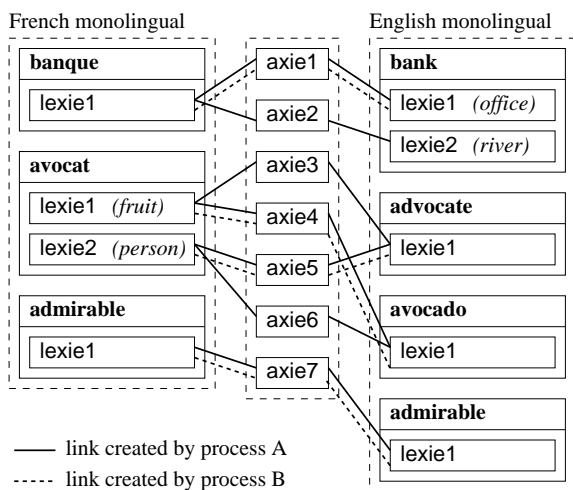 French monolingual
English monolingual
banque
lexie1
avocat
lexie1 (fruit)
lexie2 (person)
admirable
lexie1
axie1
axie2
axie3
axie4
axie5
axie6
axie7
bank
lexie1 (office)
lexie2 (river)
advocate
lexie1
avocado
lexie1
admirable
lexie1
link created by process A
link created by process B